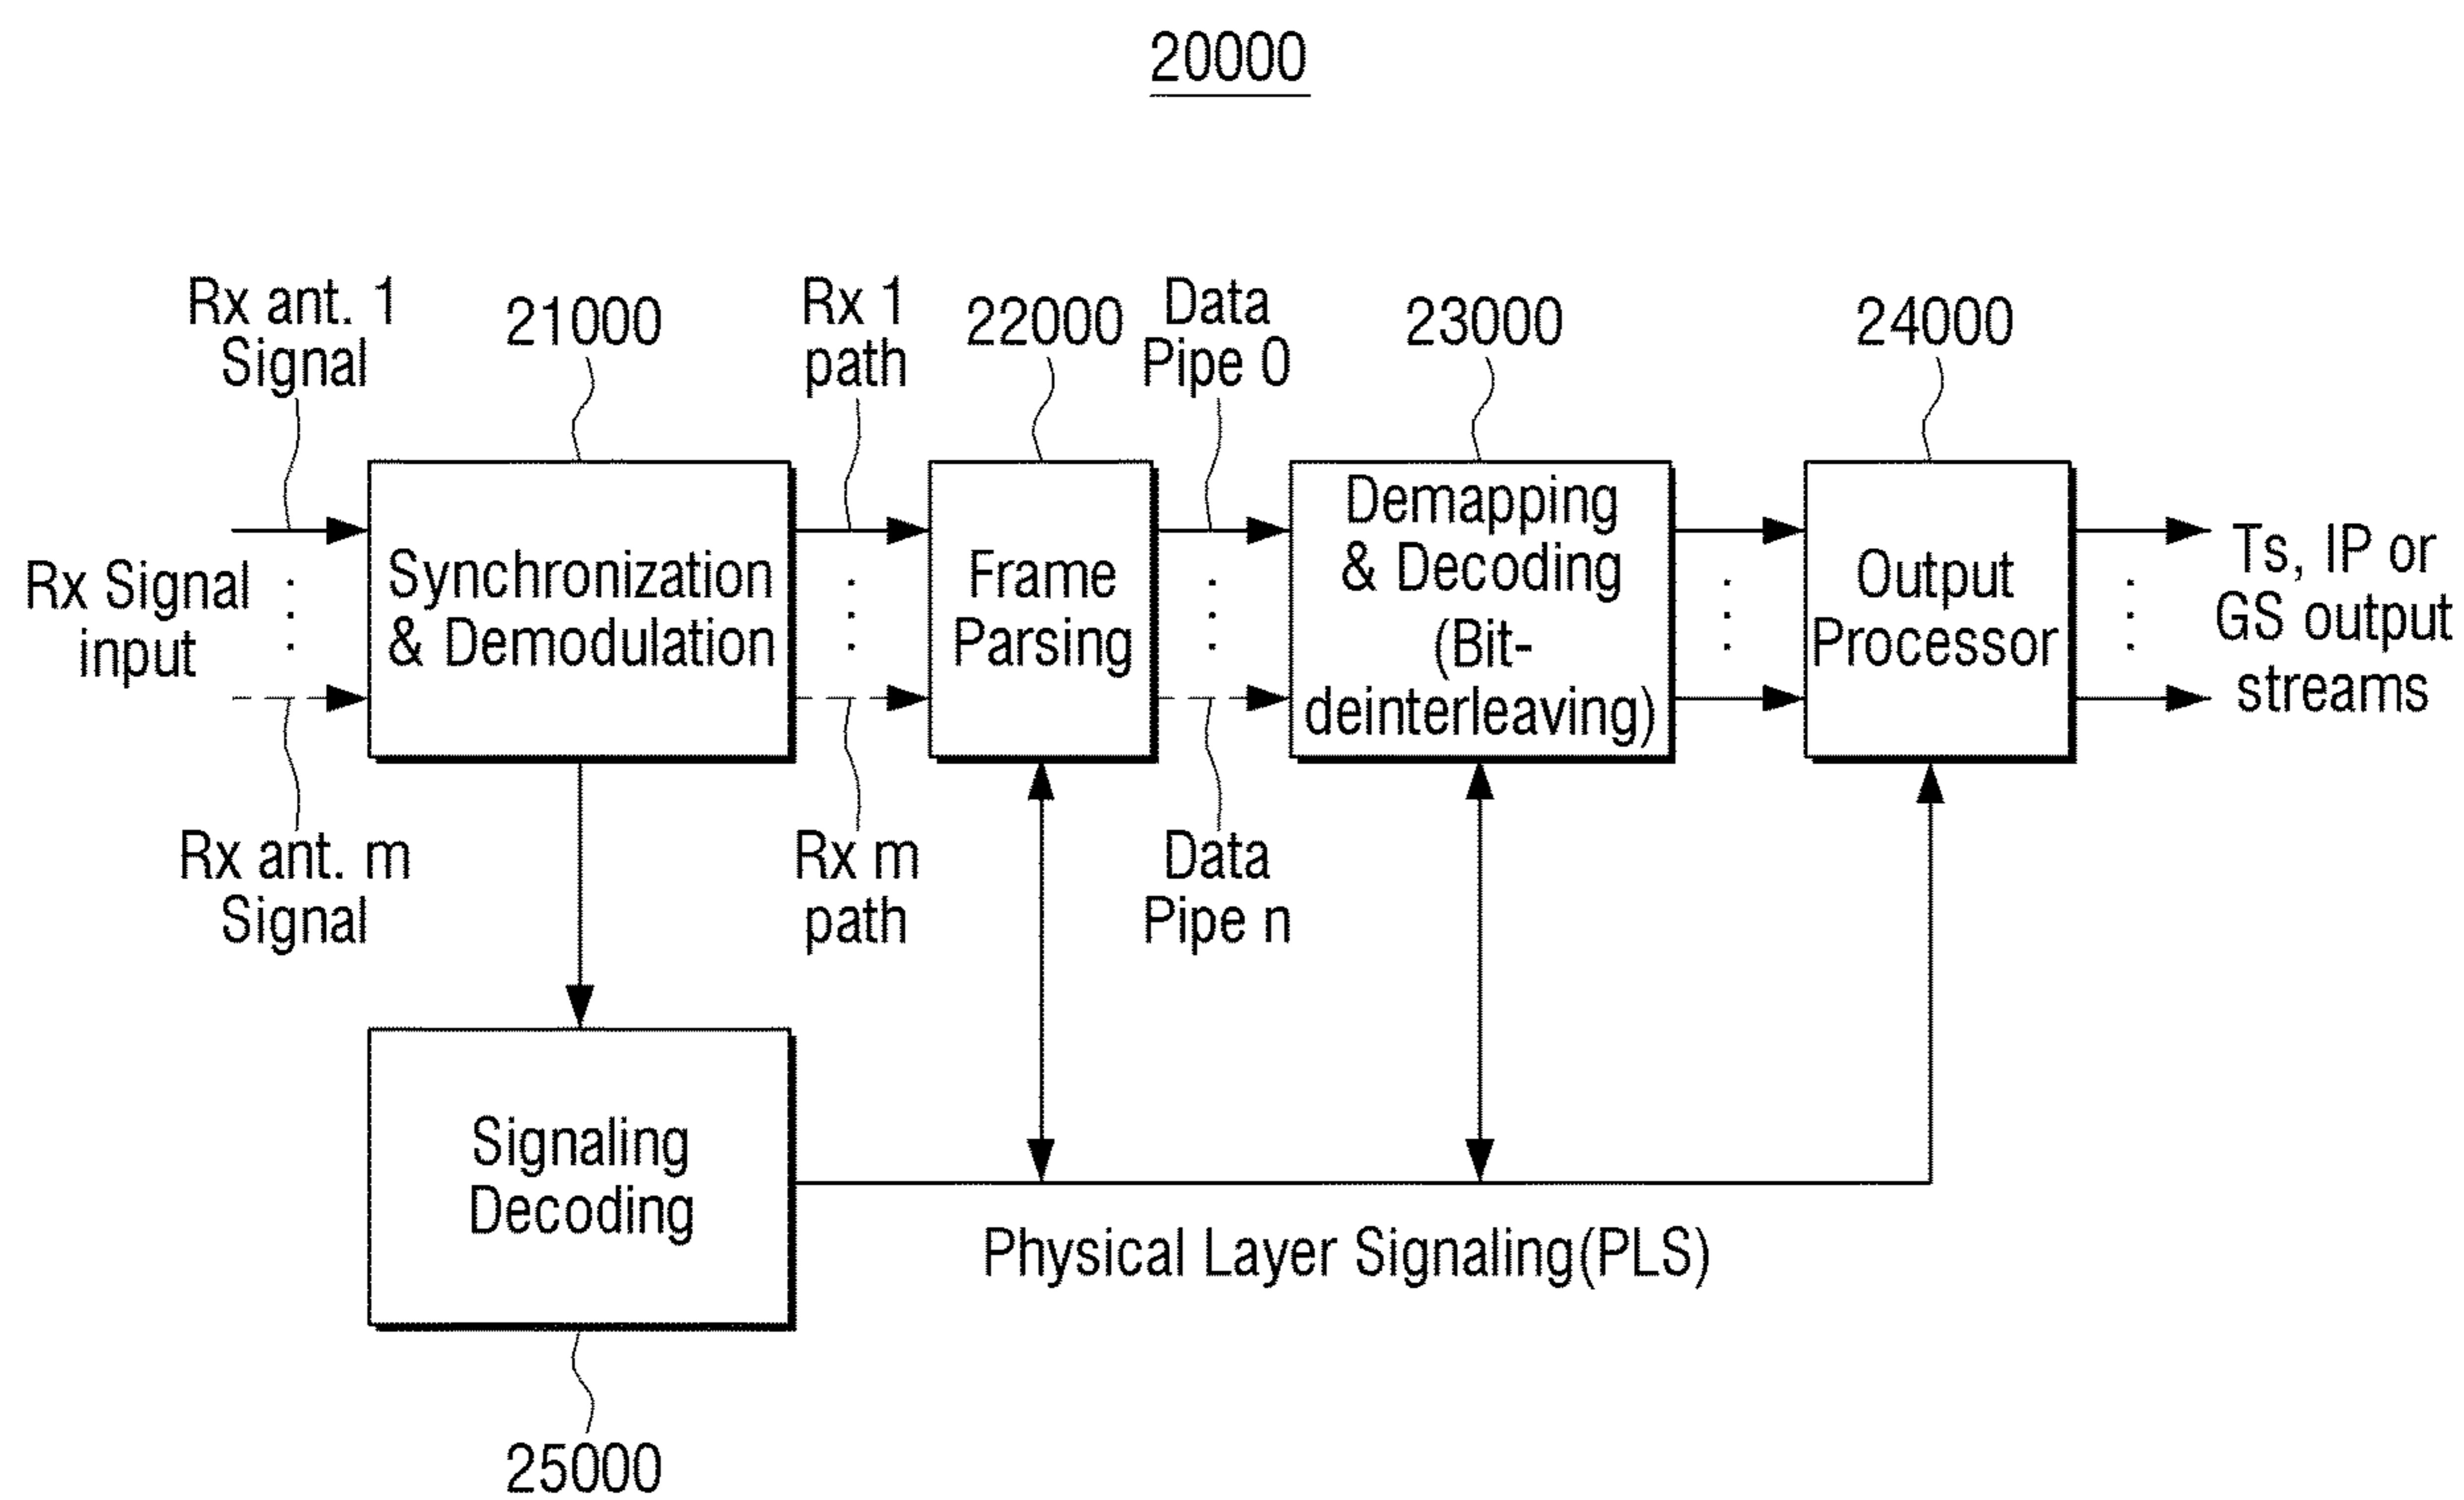 20000
Rx ant. 1
Signal
21000
Rx 1
path
22000
Data
Pipe 0
23000
24000
Rx Signal
input
Synchronization
& Demodulation
Frame
Parsing
Demapping
& Decoding
(Bit-
deinterleaving)
Output
Processor
Ts, IP or
GS output
streams
Rx ant. m
Signal
Rx m
path
Data
Pipe n
Signaling
Decoding
Physical Layer Signaling(PLS)
25000